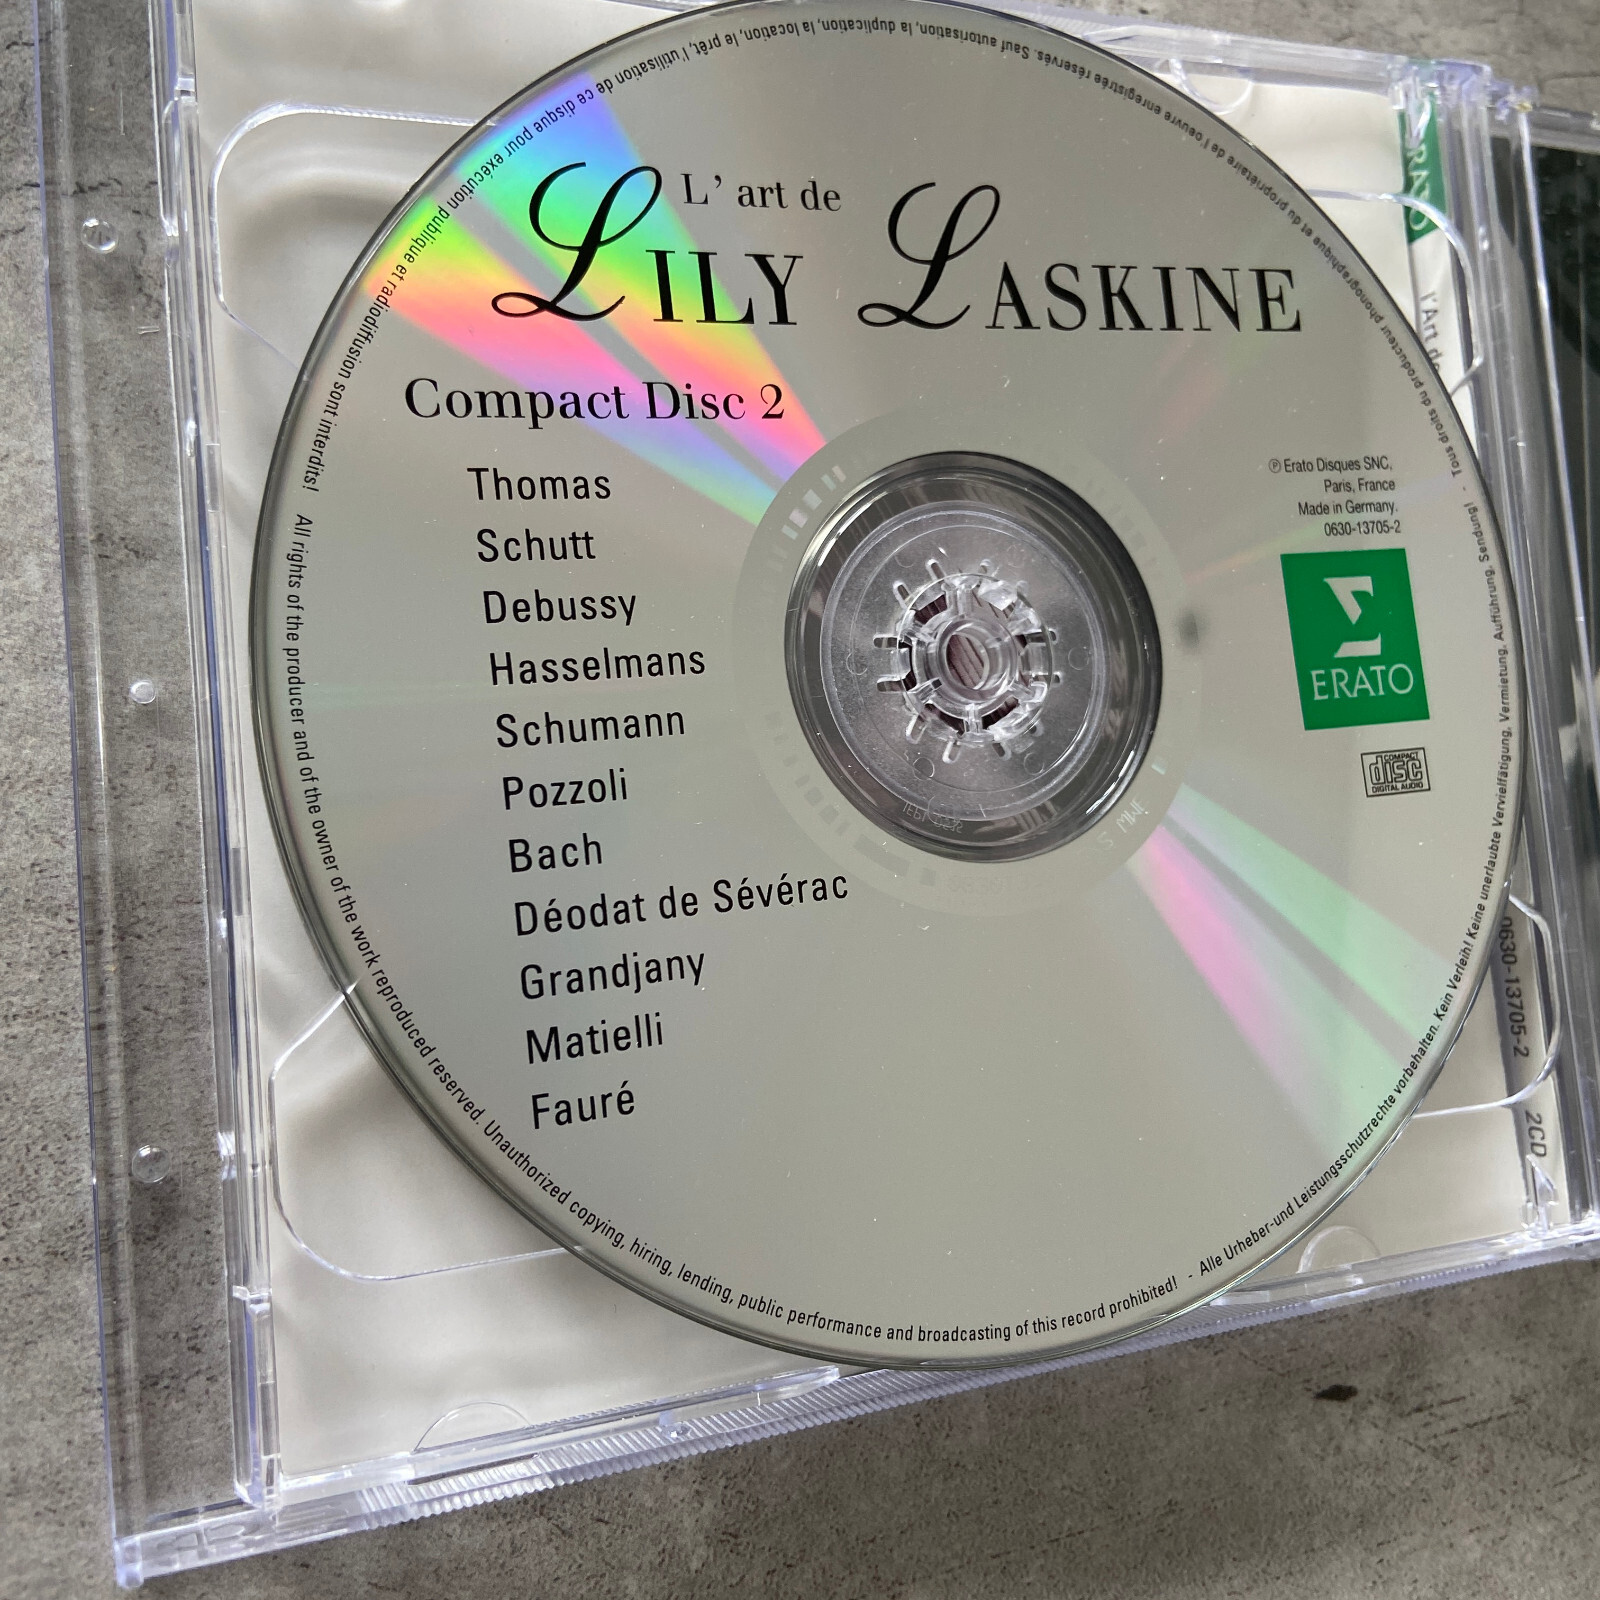 L' art de
LILY LASKINE
Compact Disc 2
Thomas
Schutt
Debussy
Hasselmans
Schumann
Pozzoli
Bach
Déodat de Sévérac
Grandjany
Matielli
Fauré
℗ Erato Disques SNC,
Paris, France
Made in Germany.
0630-13705-2
ERATO
COMPACT
disc
DIGITAL AUDIO
- Tous droits du producteur phonographique et du propriétaire de l'oeuvre enregistrée réservés. Sauf autorisation, la duplication, la location, le prêt, l'utilisation de ce disque pour exécution publique et radiodiffusion sont interdits!
All rights of the producer and of the owner of the work reproduced reserved. Unauthorized copying, hiring, lending, public performance and broadcasting of this record prohibited!
- Alle Urheber-und Leistungsschutzrechte vorbehalten. Kein Verleih! Keine unerlaubte Vervielfältigung, Vermietung, Aufführung, Sendung!
ERATO
l'Art de
0630-13705-2
2CD